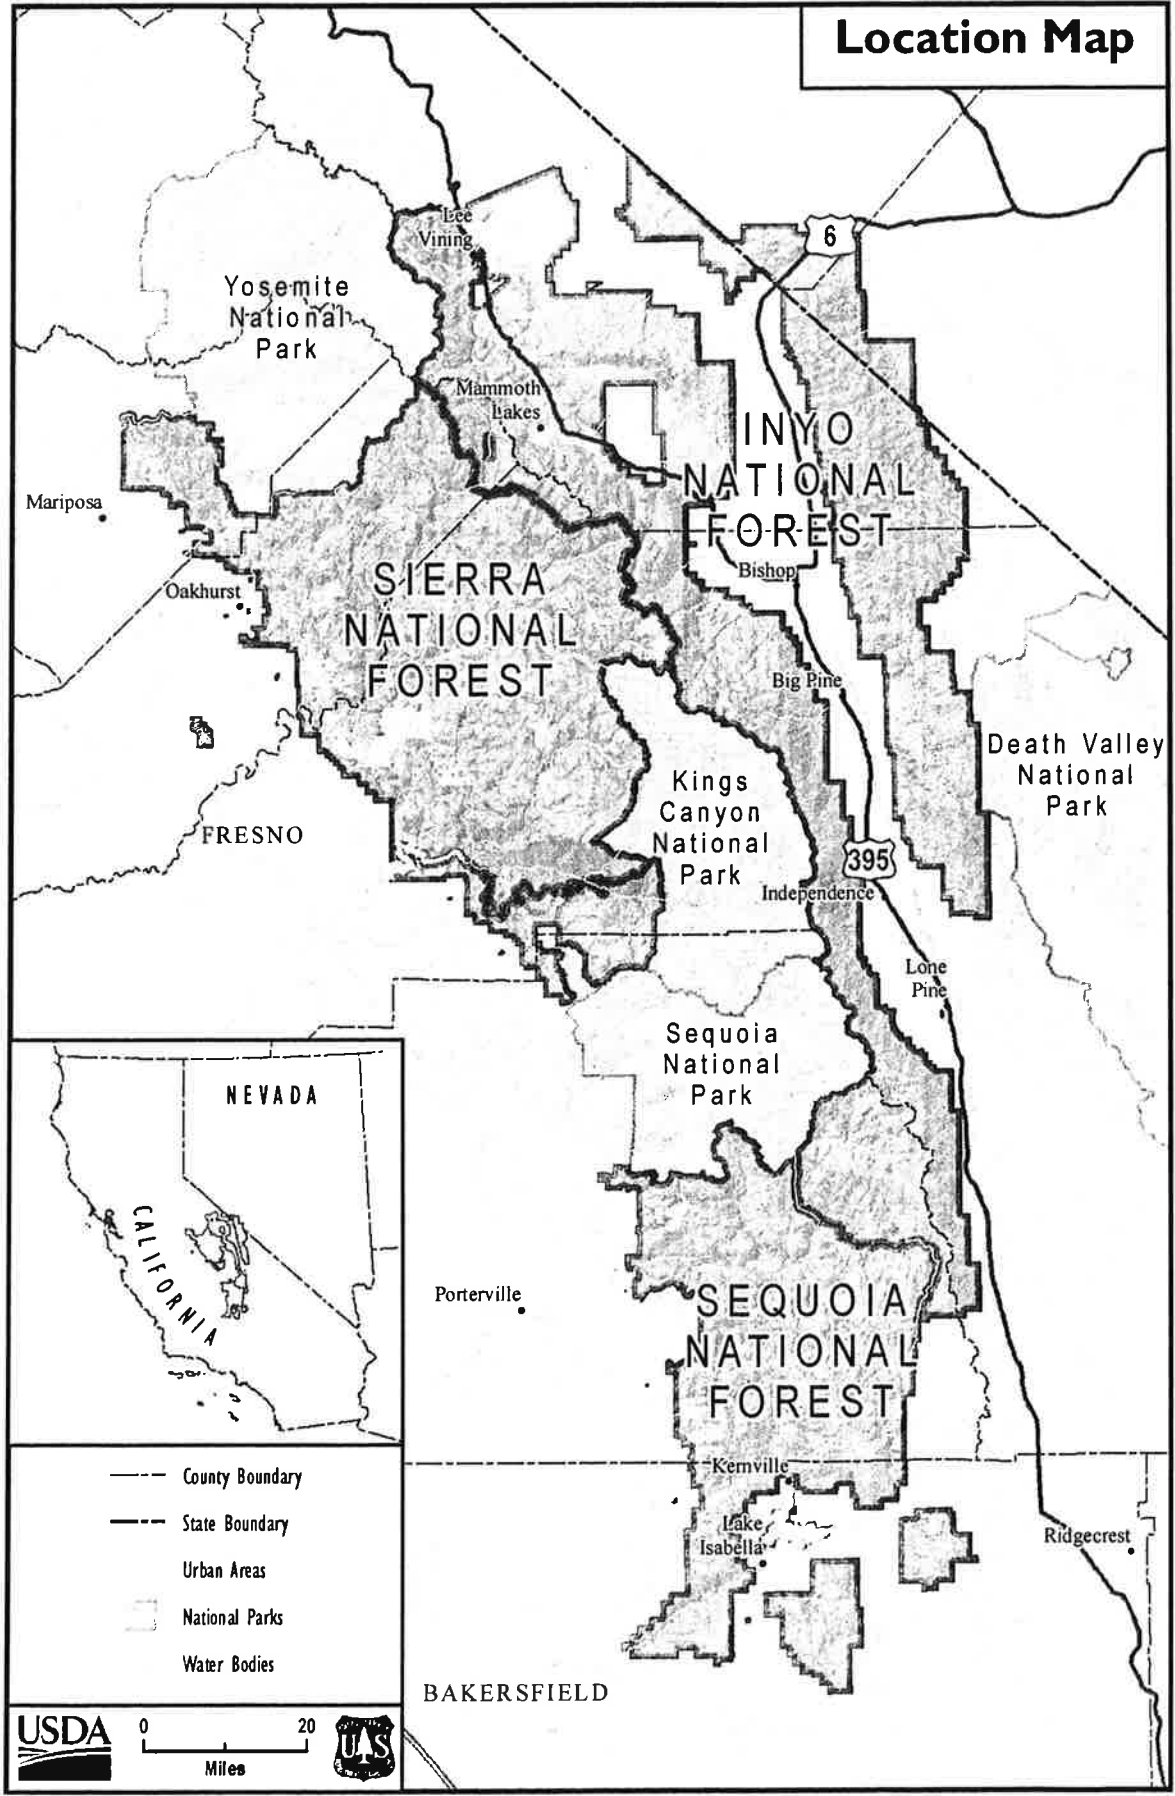 Location Map
6
Lee
Vining
Yosemite
National
Park
Mammoth
Lakes
INYO
NATIONAL
FOREST
Mariposa
Bishop
SIERRA
NATIONAL
FOREST
Oakhurst
Big Pine
Death Valley
National
Park
Kings
Canyon
National
Park
FRESNO
395
Independence
Lone
Pine
Sequoia
National
Park
NEVADA
CALIFORNIA
Porterville
SEQUOIA
NATIONAL
FOREST
Kernville
Lake
Isabella
Ridgecrest
BAKERSFIELD
County Boundary
State Boundary
Urban Areas
National Parks
Water Bodies
USDA
0 20
Miles
U S